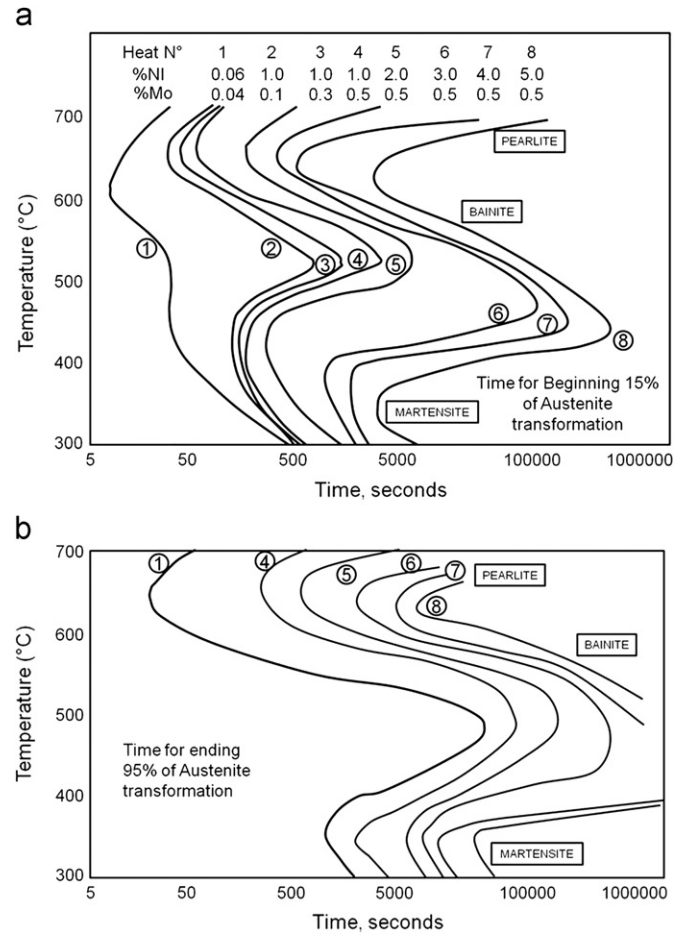 a
Heat N° 1 2 3 4 5 6 7 8
%NI 0.06 1.0 1.0 1.0 2.0 3.0 4.0 5.0
%Mo 0.04 0.1 0.3 0.5 0.5 0.5 0.5 0.5
700
PEARLITE
600
BAINITE
1 2 3 4 5
500
6 7 8
400
Time for Beginning 15%
of Austenite
transformation
MARTENSITE
300
Temperature (°C)
5 50 500 5000 100000 1000000
Time, seconds
b
700
1 4 5 6 7
PEARLITE
8
600
BAINITE
500
Time for ending
95% of Austenite
transformation
400
MARTENSITE
300
Temperature (°C)
5 50 500 5000 100000 1000000
Time, seconds